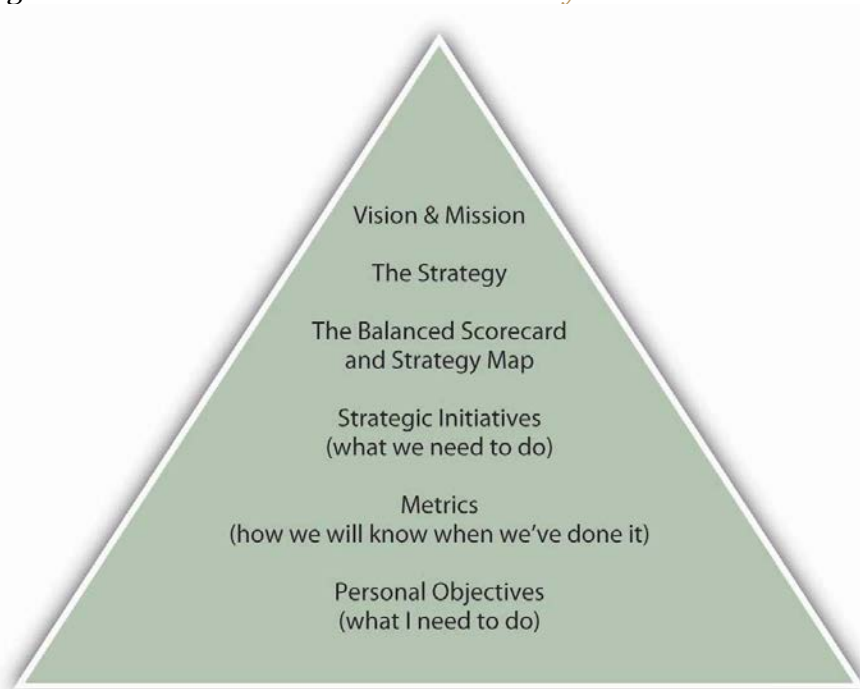 Vision & Mission
The Strategy
The Balanced Scorecard
and Strategy Map
Strategic Initiatives
(what we need to do)
Metrics
(how we will know when we've done it)
Personal Objectives
(what I need to do)